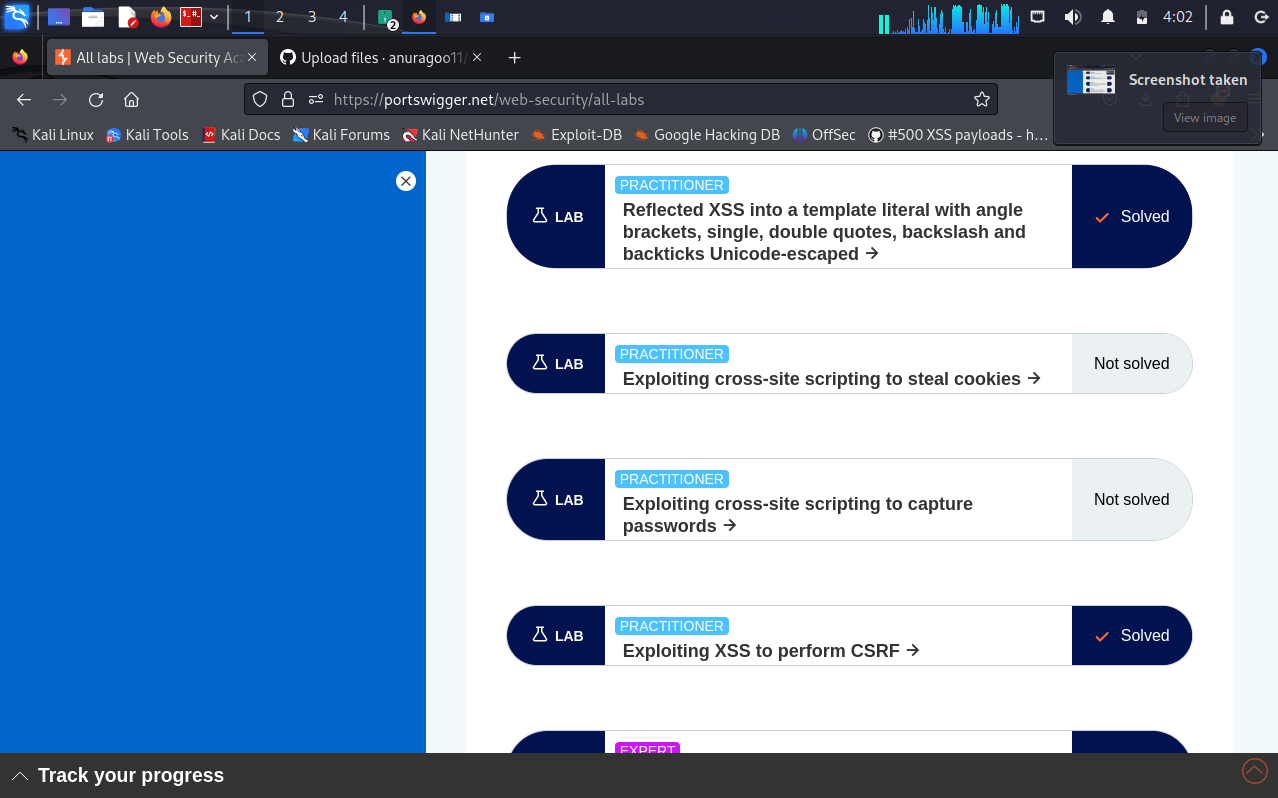 1 2 3 4 2 4:02
All labs | Web Security Aca
Upload files · anuragoo11/
Screenshot taken
View image
https://portswigger.net/web-security/all-labs
Kali Linux Kali Tools Kali Docs Kali Forums Kali NetHunter Exploit-DB Google Hacking DB OffSec #500 XSS payloads - h…
PRACTITIONER
LAB
Reflected XSS into a template literal with angle
brackets, single, double quotes, backslash and
backticks Unicode-escaped →
Solved
PRACTITIONER
LAB
Exploiting cross-site scripting to steal cookies →
Not solved
PRACTITIONER
LAB
Exploiting cross-site scripting to capture
passwords →
Not solved
PRACTITIONER
LAB
Exploiting XSS to perform CSRF →
Solved
EXPERT
Track your progress